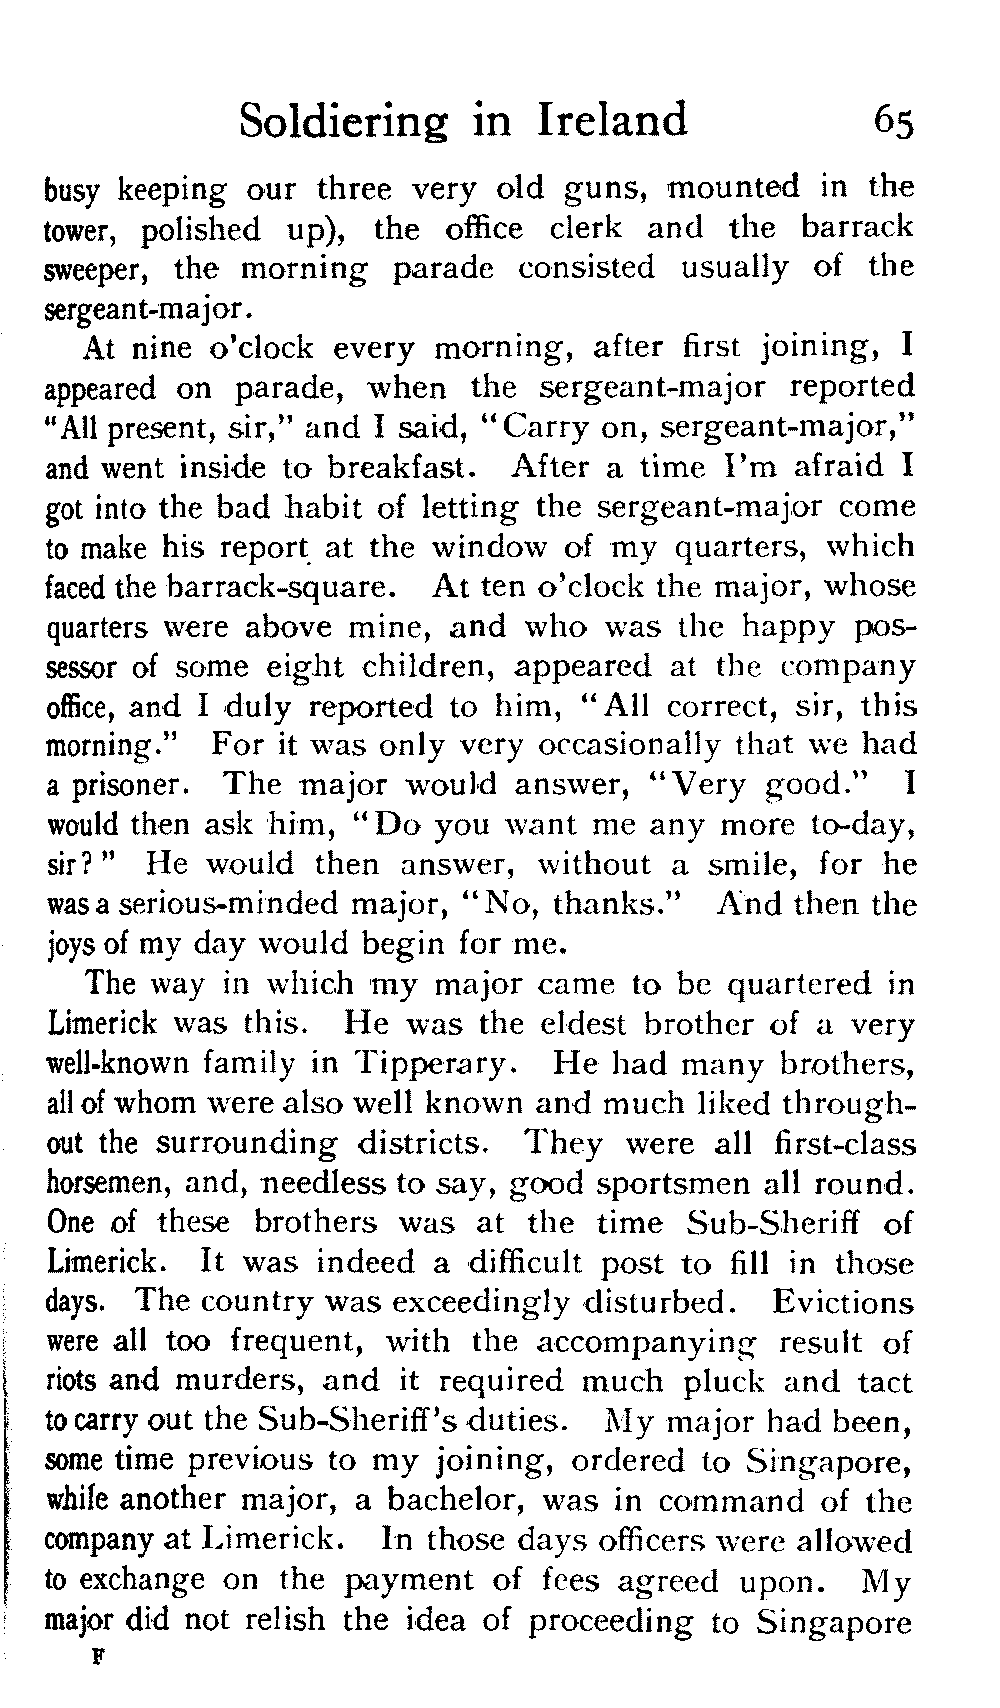 Soldiering in Ireland 65
busy keeping our three very old guns, mounted in the
tower, polished up), the office clerk and the barrack
sweeper, the morning parade consisted usually of the
sergeant-major.
At nine o'clock every morning, after first joining, I
appeared on parade, when the sergeant-major reported
"All present, sir," and I said, "Carry on, sergeant-major,"
and went inside to breakfast. After a time I'm afraid I
got into the bad habit of letting the sergeant-major come
to make his report at the window of my quarters, which
faced the barrack-square. At ten o'clock the major, whose
quarters were above mine, and who was the happy pos-
sessor of some eight children, appeared at the company
office, and I duly reported to him, "All correct, sir, this
morning." For it was only very occasionally that we had
a prisoner. The major would answer, "Very good." I
would then ask him, "Do you want me any more to-day,
sir?" He would then answer, without a smile, for he
was a serious-minded major, "No, thanks." And then the
joys of my day would begin for me.
The way in which my major came to be quartered in
Limerick was this. He was the eldest brother of a very
well-known family in Tipperary. He had many brothers,
all of whom were also well known and much liked through-
out the surrounding districts. They were all first-class
horsemen, and, needless to say, good sportsmen all round.
One of these brothers was at the time Sub-Sheriff of
Limerick. It was indeed a difficult post to fill in those
days. The country was exceedingly disturbed. Evictions
were all too frequent, with the accompanying result of
riots and murders, and it required much pluck and tact
to carry out the Sub-Sheriff's duties. My major had been,
some time previous to my joining, ordered to Singapore,
while another major, a bachelor, was in command of the
company at Limerick. In those days officers were allowed
to exchange on the payment of fees agreed upon. My
major did not relish the idea of proceeding to Singapore
F